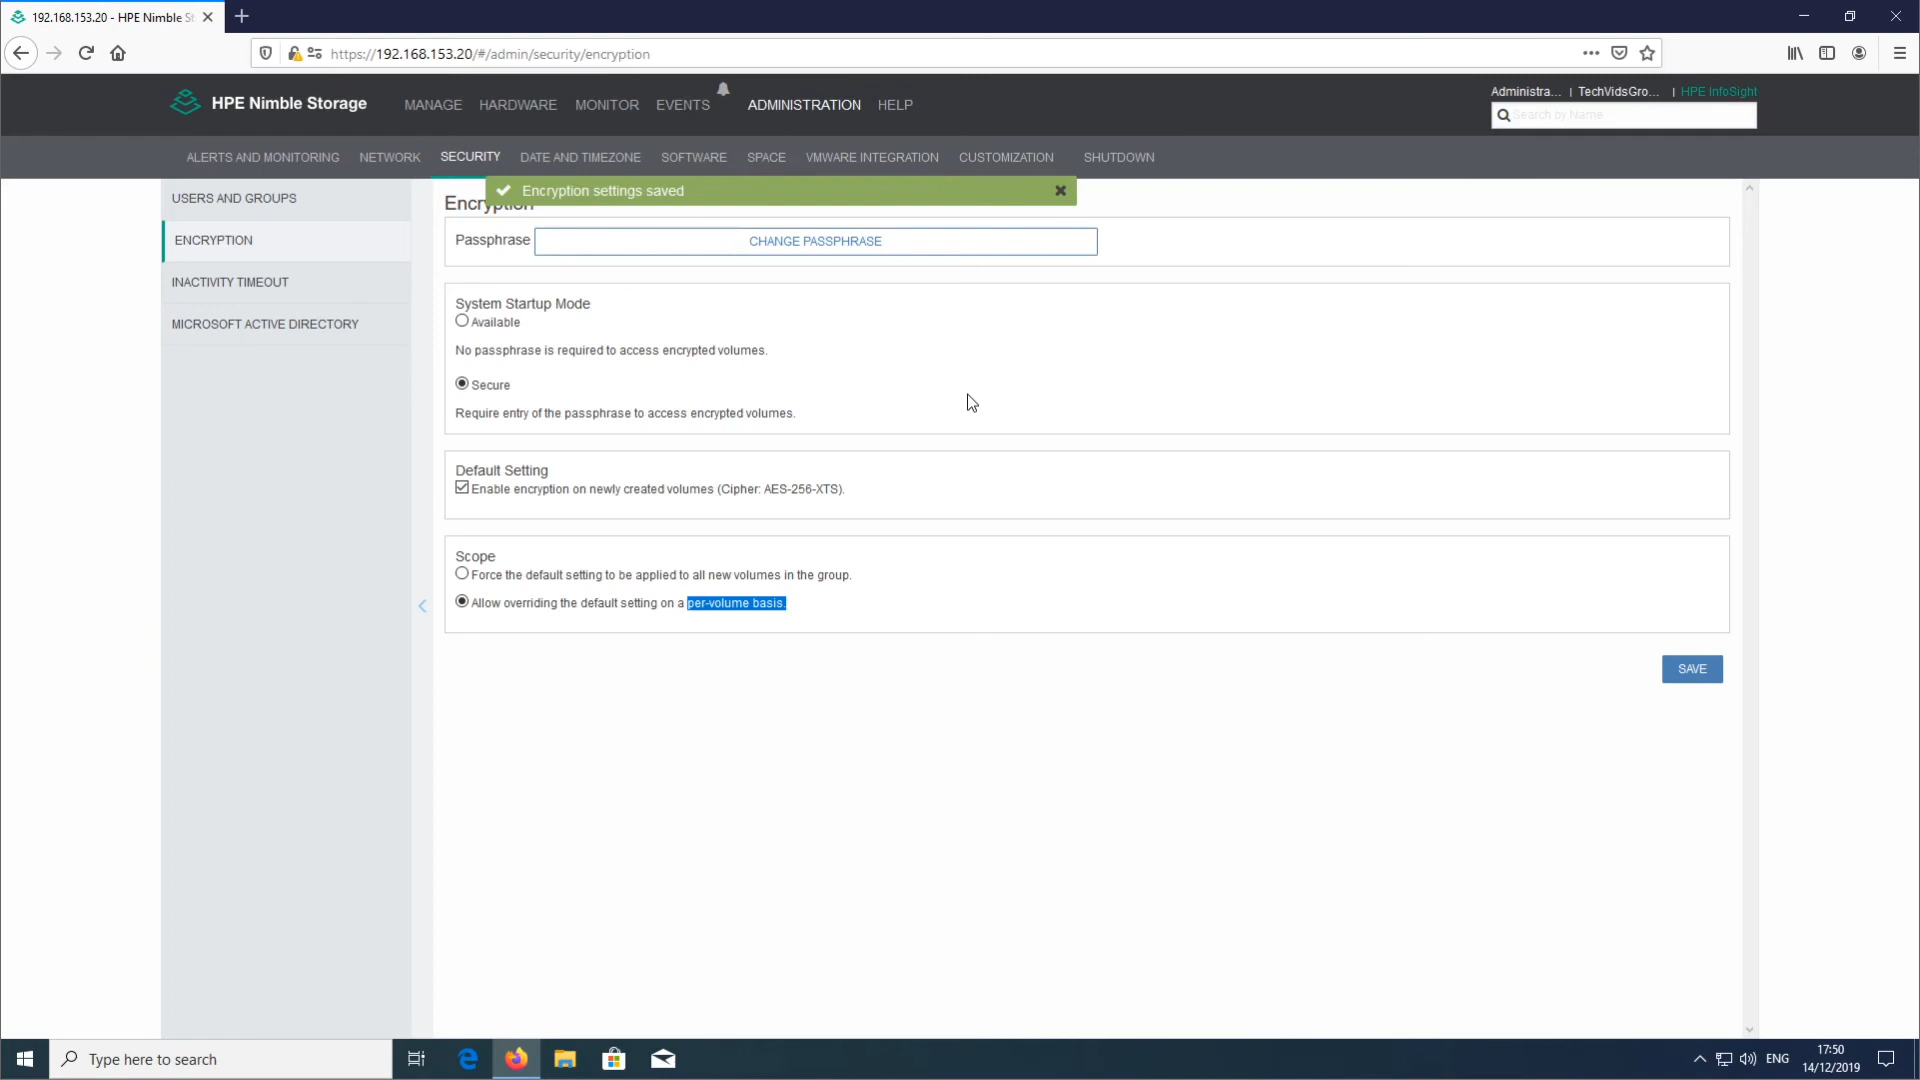 192.168.153.20 - HPE Nimble St
https://192.168.153.20/#/admin/security/encryption
HPE Nimble Storage
MANAGE
HARDWARE
MONITOR
EVENTS
ADMINISTRATION
HELP
Administra... | TechVidsGro... | HPE InfoSight
Search by Name
ALERTS AND MONITORING
NETWORK
SECURITY
DATE AND TIMEZONE
SOFTWARE
SPACE
VMWARE INTEGRATION
CUSTOMIZATION
SHUTDOWN
USERS AND GROUPS
ENCRYPTION
INACTIVITY TIMEOUT
MICROSOFT ACTIVE DIRECTORY
Encryption settings saved
Encryption
Passphrase
CHANGE PASSPHRASE
System Startup Mode
Available
No passphrase is required to access encrypted volumes.
Secure
Require entry of the passphrase to access encrypted volumes.
Default Setting
Enable encryption on newly created volumes (Cipher: AES-256-XTS).
Scope
Force the default setting to be applied to all new volumes in the group.
Allow overriding the default setting on a per-volume basis.
SAVE
Type here to search
ENG
17:50
14/12/2019